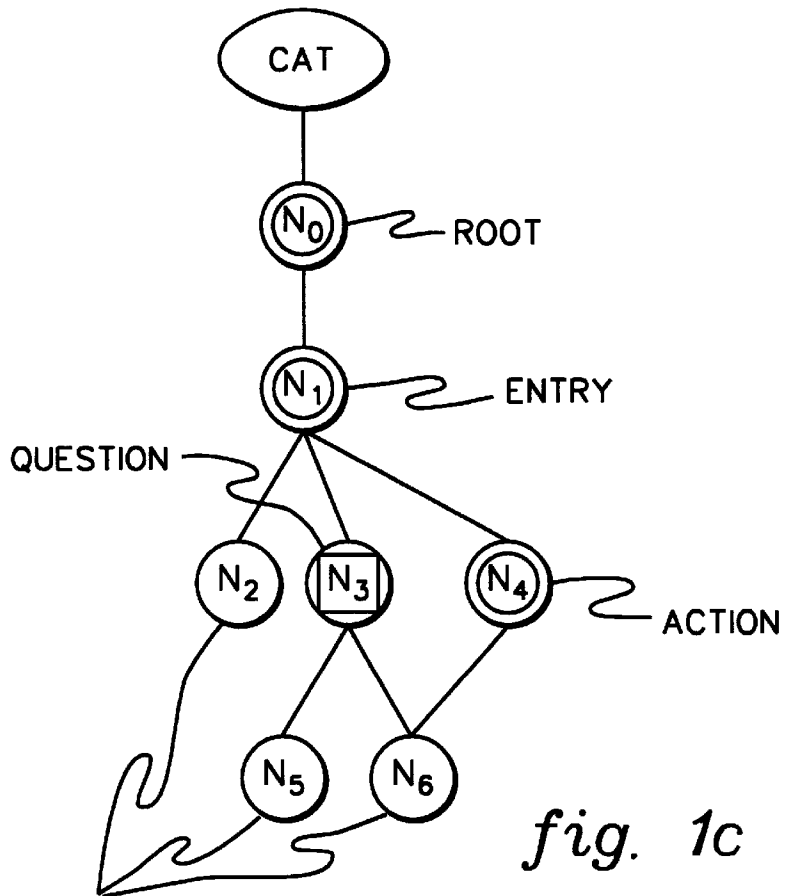 CAT
N0
ROOT
N1
ENTRY
QUESTION
N2
N3
N4
ACTION
N5
N6
fig. 1c